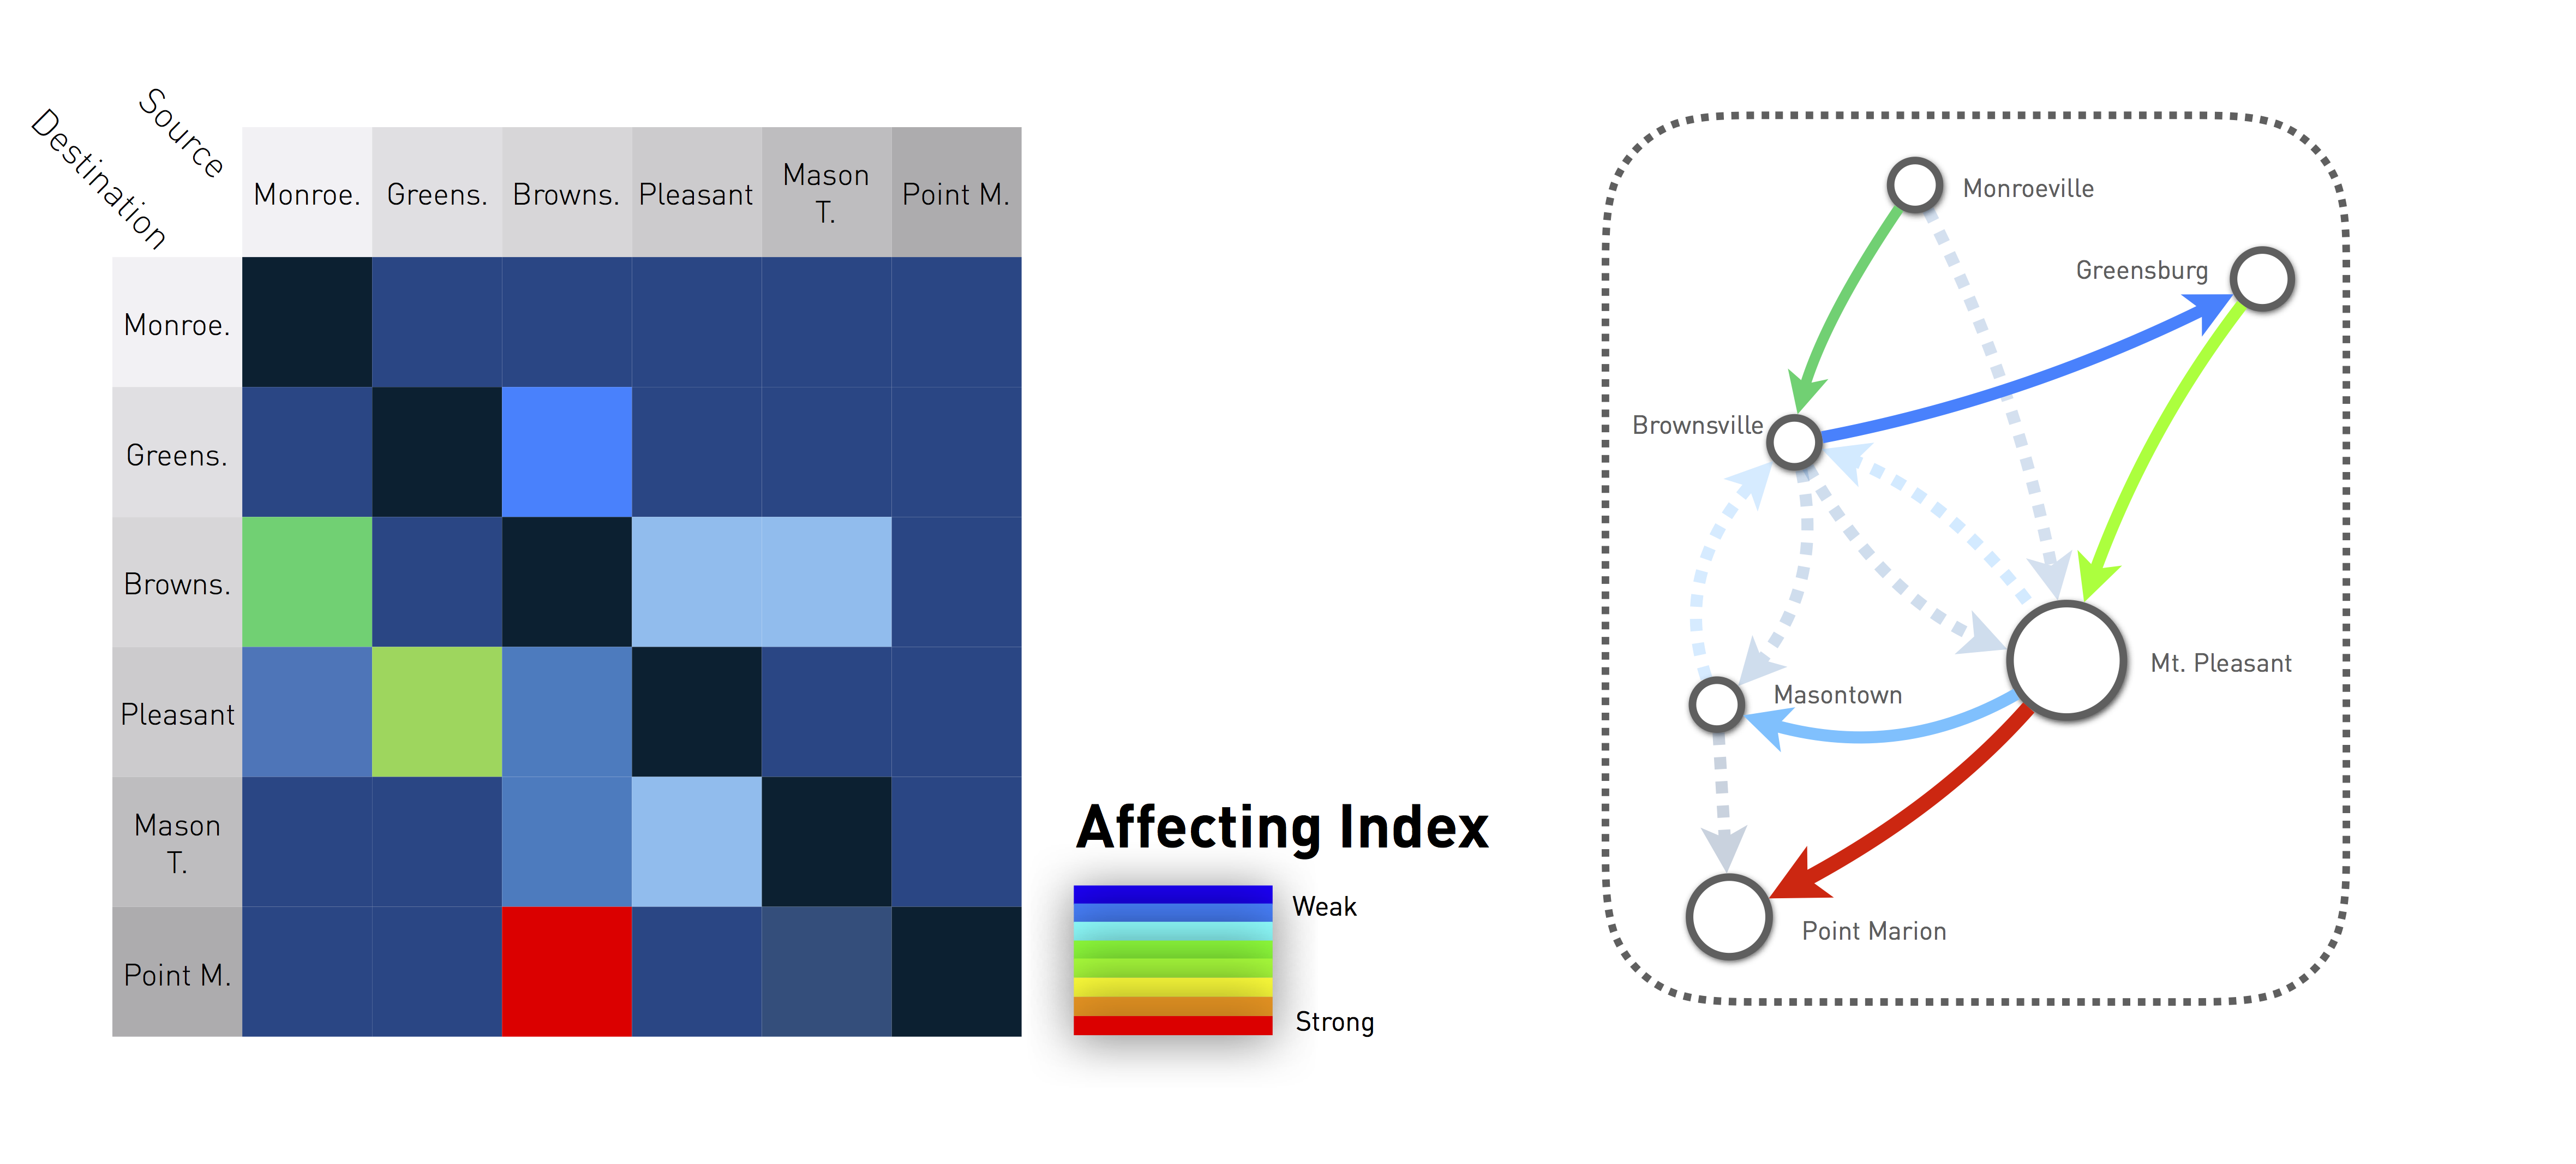 Source
Destination
Monroe.
Greens.
Browns.
Pleasant
Mason
T.
Point M.
Monroe.
Greens.
Browns.
Pleasant
Mason
T.
Point M.
Affecting Index
Weak
Strong
Monroeville
Greensburg
Brownsville
Mt. Pleasant
Masontown
Point Marion